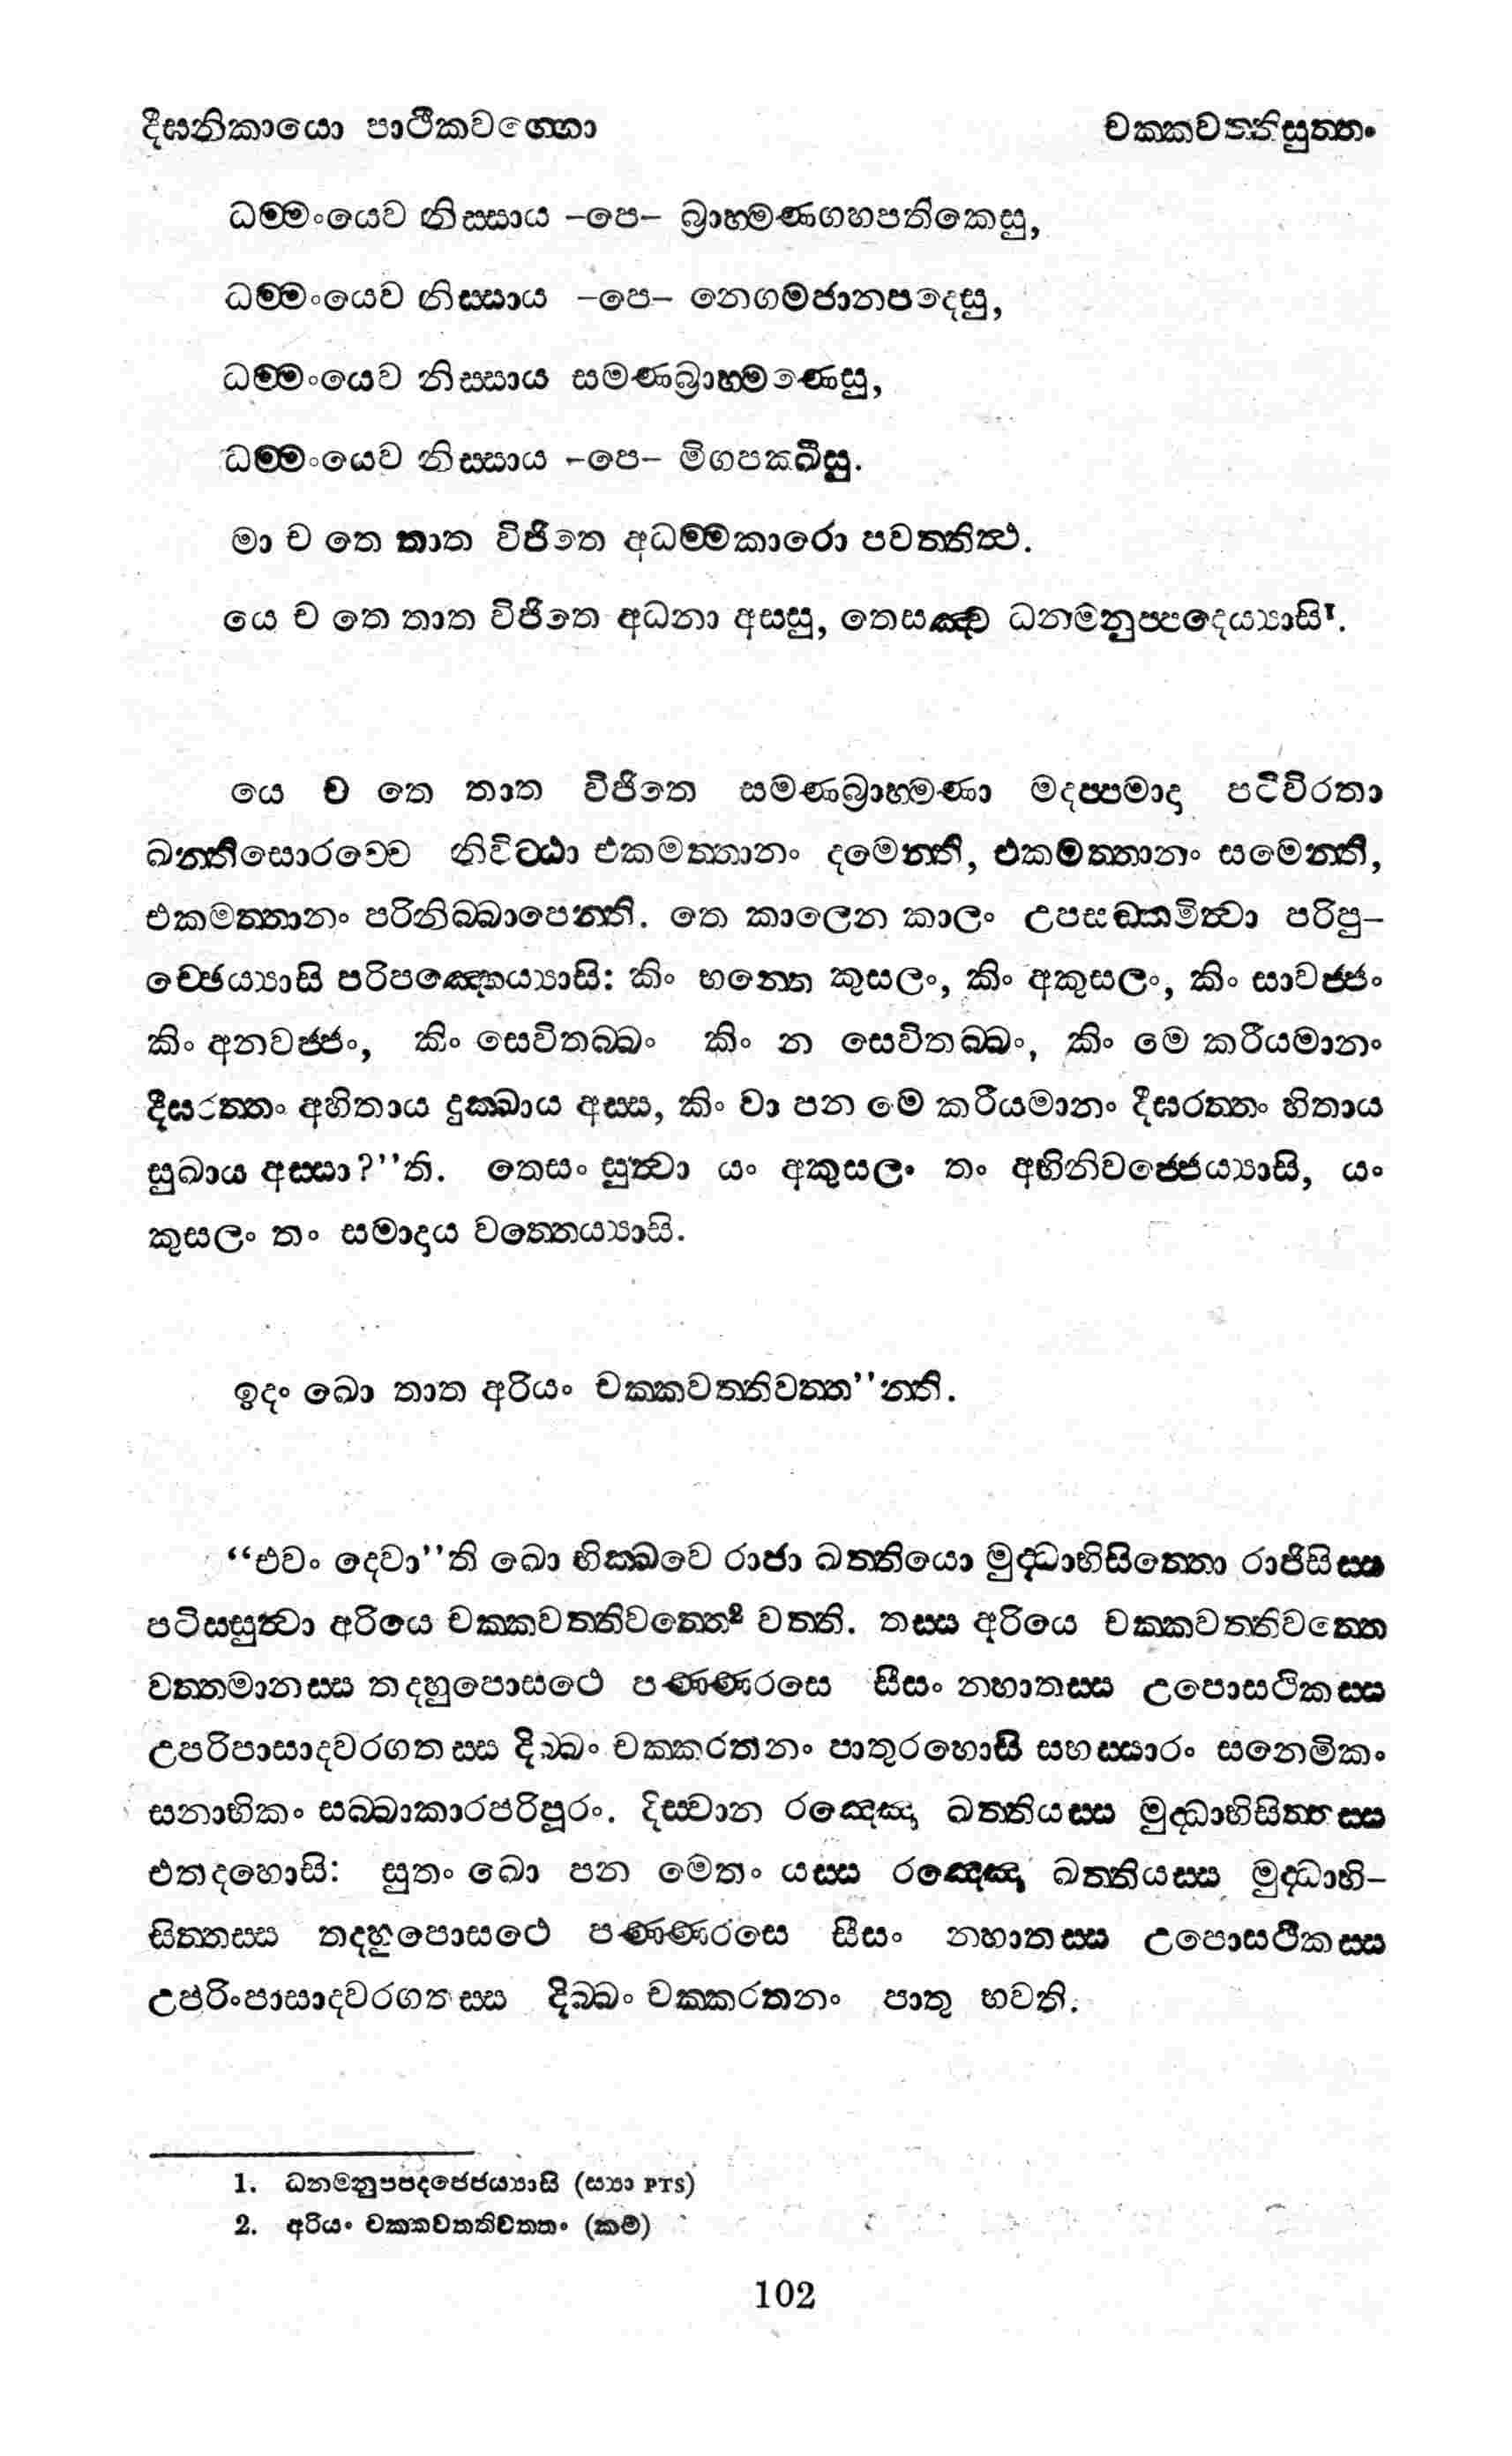 දීඝනිකායො පාථිකවග්ගො චක්කවත්තිසුත්තං
ධම්මංයෙව නිස්සාය –පෙ– බ්‍රාහ්මණගහපතිකෙසු,
ධම්මංයෙව නිස්සාය –පෙ– නෙගමජානපදෙසු,
ධම්මංයෙව නිස්සාය සමණබ්‍රාහ්මණෙසු,
ධම්මංයෙව නිස්සාය –පෙ– මිගපක්ඛීසු.
මා ච තෙ තාත විජිතෙ අධම්මකාරො පවත්තිත්ථ.
යෙ ච තෙ තාත විජිතෙ අධනා අස්සු, තෙසඤ්ච ධනමනුප්පදෙය්‍යාසි¹.
යෙ ච තෙ තාත විජිතෙ සමණබ්‍රාහ්මණා මදප්පමාදා පටිවිරතා
ඛන්තිසොරච්චෙ නිවිට්ඨා එකමත්තානං දමෙන්ති, එකමත්තානං සමෙන්ති,
එකමත්තානං පරිනිබ්බාපෙන්ති. තෙ කාලෙන කාලං උපසඞ්කමිත්වා පරිපු–
ච්ඡෙය්‍යාසි පරිපඤ්හෙය්‍යාසි: කිං භන්තෙ කුසලං, කිං අකුසලං, කිං සාවජ්ජං
කිං අනවජ්ජං, කිං සෙවිතබ්බං කිං න සෙවිතබ්බං, කිං මෙ කරීයමානං
දීඝරත්තං අහිතාය දුක්ඛාය අස්ස, කිං වා පන මෙ කරීයමානං දීඝරත්තං හිතාය
සුඛාය අස්සා?’’ති. තෙසං සුත්වා යං අකුසලං තං අභිනිවජ්ජෙය්‍යාසි, යං
කුසලං තං සමාදාය වත්තෙය්‍යාසි.
ඉදං ඛො තාත අරියං චක්කවත්තිවත්ත’’න්ති.
‘‘එවං දෙවා’’ති ඛො භික්ඛවෙ රාජා ඛත්තියො මුද්ධාභිසිත්තො රාජිසිස්ස
පටිස්සුත්වා අරියෙ චක්කවත්තිවත්තෙ² වත්ති. තස්ස අරියෙ චක්කවත්තිවත්තෙ
වත්තමානස්ස තදහුපොසථෙ පණ්ණරසෙ සීසං නහාතස්ස උපොසථිකස්ස
උපරිපාසාදවරගතස්ස දිබ්බං චක්කරතනං පාතුරහොසි සහස්සාරං සනෙමිකං
සනාභිකං සබ්බාකාරපරිපූරං. දිස්වාන රඤ්ඤො ඛත්තියස්ස මුද්ධාභිසිත්තස්ස
එතදහොසි: සුතං ඛො පන මෙතං යස්ස රඤ්ඤො ඛත්තියස්ස මුද්ධාභි–
සිත්තස්ස තදහුපොසථෙ පණ්ණරසෙ සීසං නහාතස්ස උපොසථිකස්ස
උපරිංපාසාදවරගතස්ස දිබ්බං චක්කරතනං පාතු භවති.
1. ධනමනුප්පදජ්ජෙය්‍යාසි (ස්‍යා PTS)
2. අරියං චක්කවත්තිවත්තං (කම්)
102